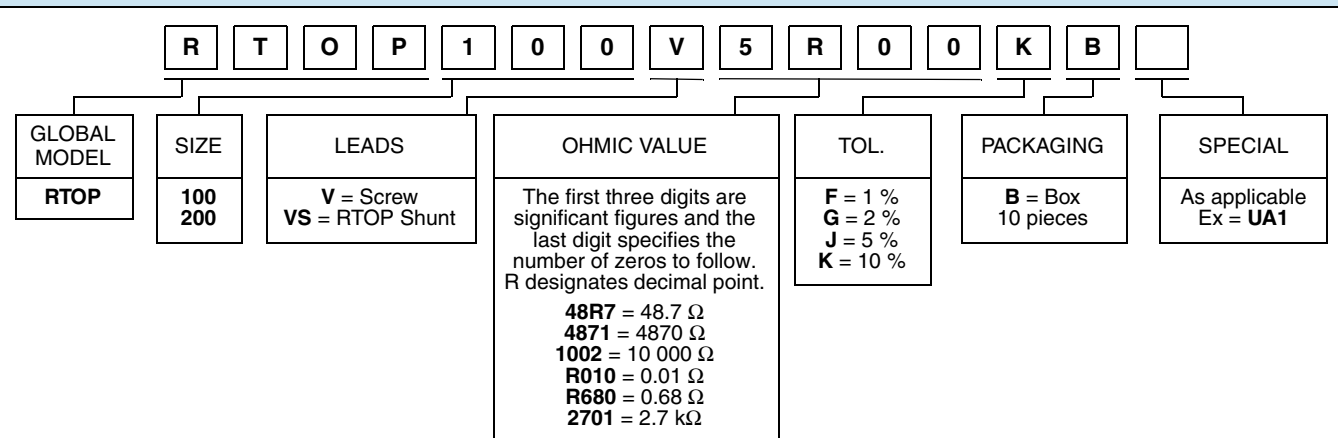 R T O P 1 0 0 V 5 R 0 0 K B
GLOBAL
MODEL
RTOP
SIZE
100
200
LEADS
V = Screw
VS = RTOP Shunt
OHMIC VALUE
The first three digits are
significant figures and the
last digit specifies the
number of zeros to follow.
R designates decimal point.
48R7 = 48.7 Ω
4871 = 4870 Ω
1002 = 10 000 Ω
R010 = 0.01 Ω
R680 = 0.68 Ω
2701 = 2.7 kΩ
TOL.
F = 1 %
G = 2 %
J = 5 %
K = 10 %
PACKAGING
B = Box
10 pieces
SPECIAL
As applicable
Ex = UA1